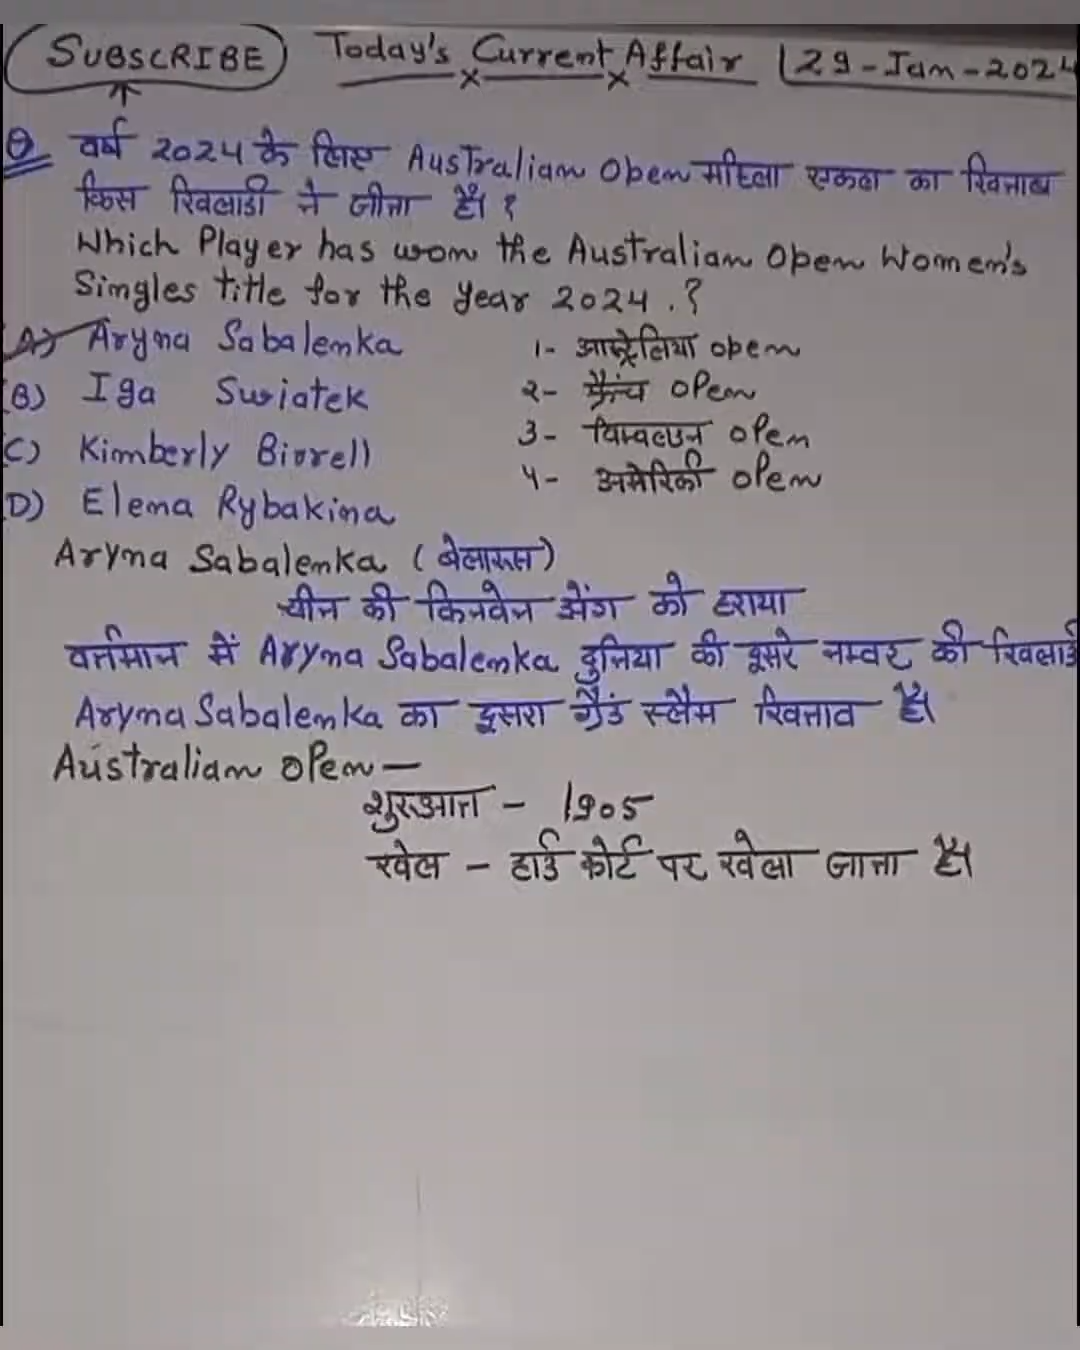 SUBSCRIBE Today's Current Affair 29-Jan-2024
Q वर्ष 2024 के लिए Australian Open महिला एकल का खिताब
किस खिलाडी ने जीता है ?
Which Player has won the Australian Open Women's
Singles title for the year 2024 . ?
(A) Aryna Sabalenka
(B) Iga Swiatek
(C) Kimberly Birrell
(D) Elena Rybakina
1- आस्ट्रेलिया open
2- फ्रेंच open
3- open
4- अमेरिकी open
Aryna Sabalenka (बेलारूस)
चीन की किनवेन झेंग को हराया
वर्तमान में Aryna Sabalenka दुनिया की दूसरे नम्बर की
Aryna Sabalenka का दूसरा ग्रैंड स्लैम खिताब है।
Australian open —
शुरुआत - 1905
खेल - हार्ड कोर्ट पर खेला जाता है।